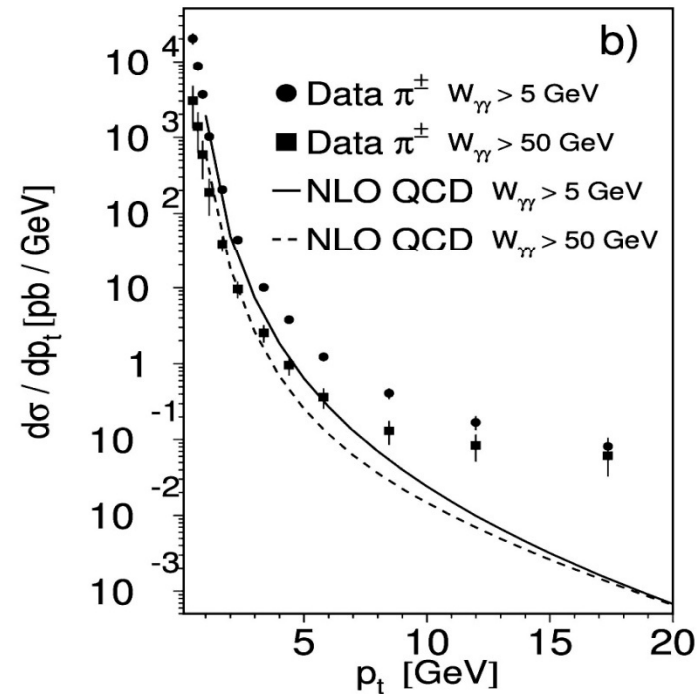 b)
Data π± Wγγ > 5 GeV
Data π± Wγγ > 50 GeV
NLO QCD Wγγ > 5 GeV
NLO QCD Wγγ > 50 GeV
dσ / dpt [pb / GeV]
10 4
10 3
10 2
10
1
10 -1
10 -2
10 -3
5 10 15 20
pt [GeV]